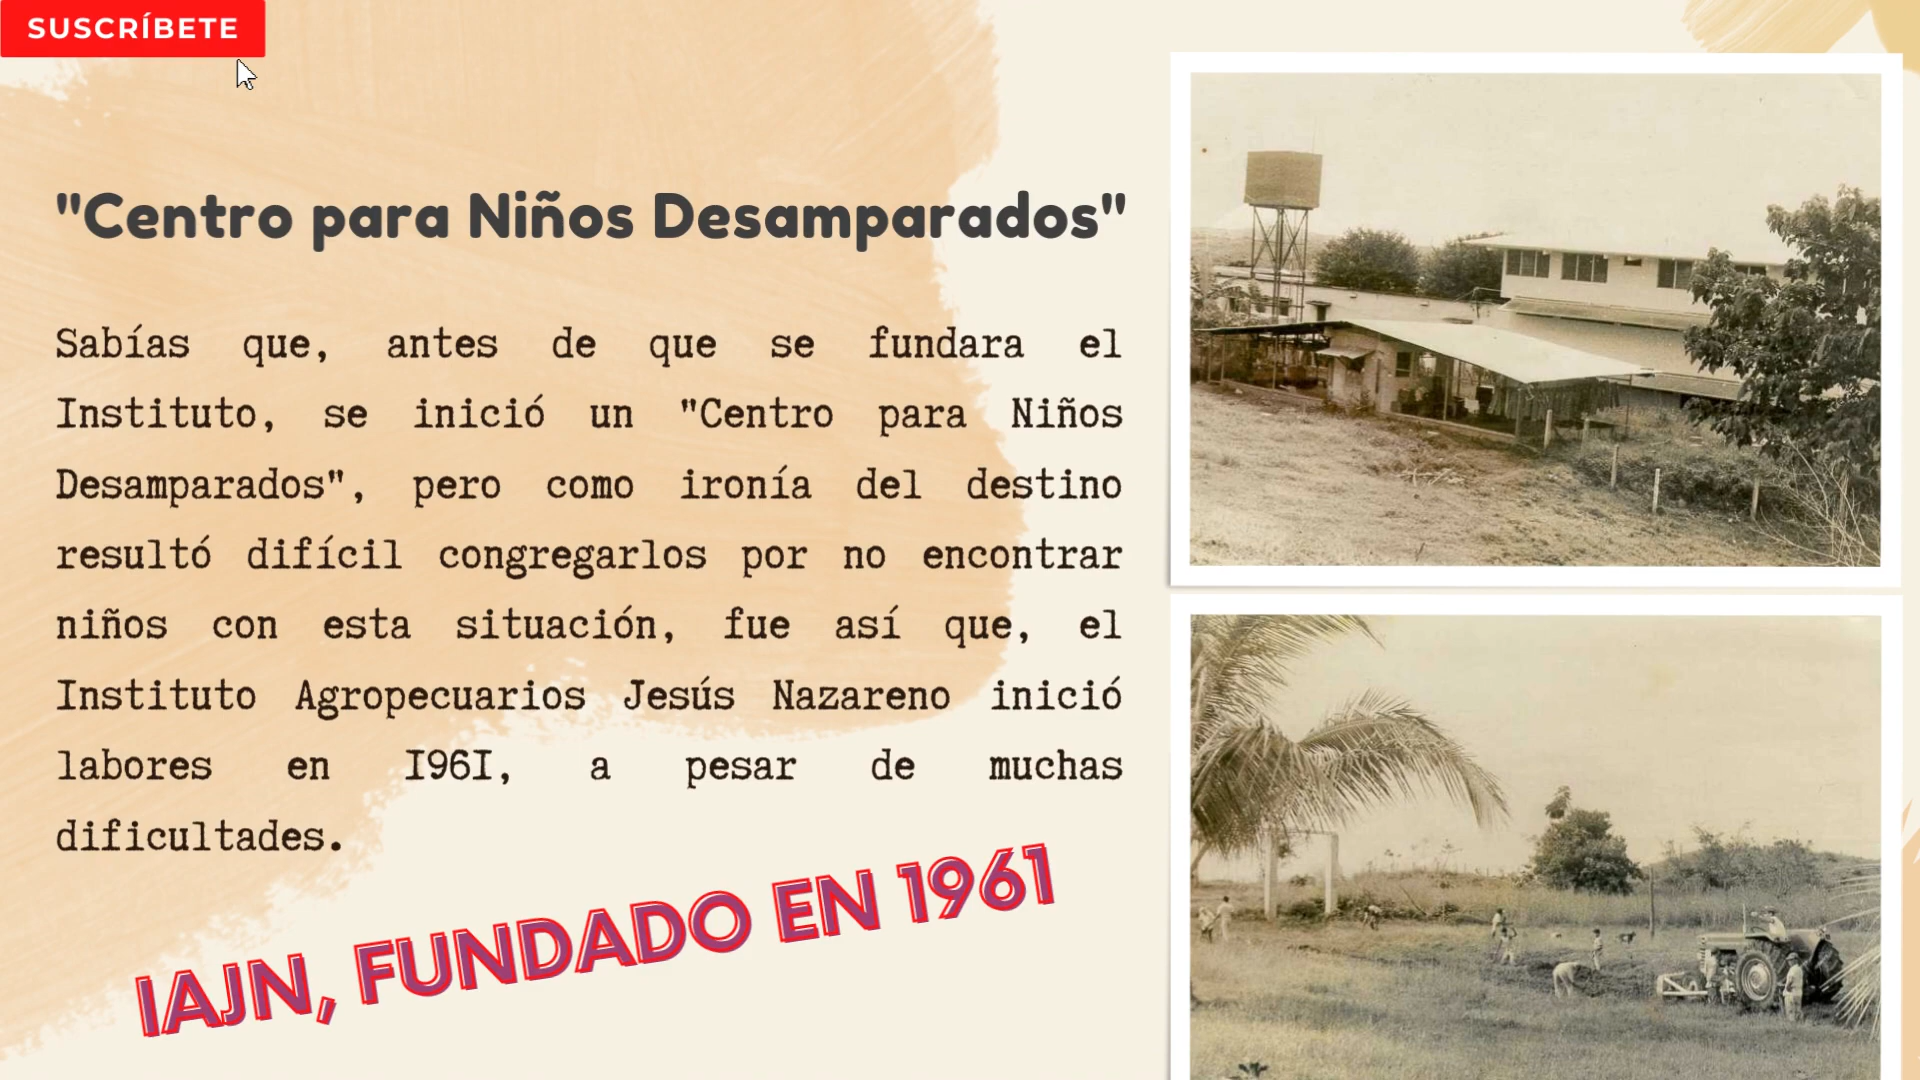 SUSCRÍBETE
"Centro para Niños Desamparados"
Sabías que, antes de que se fundara el
Instituto, se inició un "Centro para Niños
Desamparados", pero como ironía del destino
resultó difícil congregarlos por no encontrar
niños con esta situación, fue así que, el
Instituto Agropecuarios Jesús Nazareno inició
labores en I96I, a pesar de muchas
dificultades.
IAJN, FUNDADO EN 1961